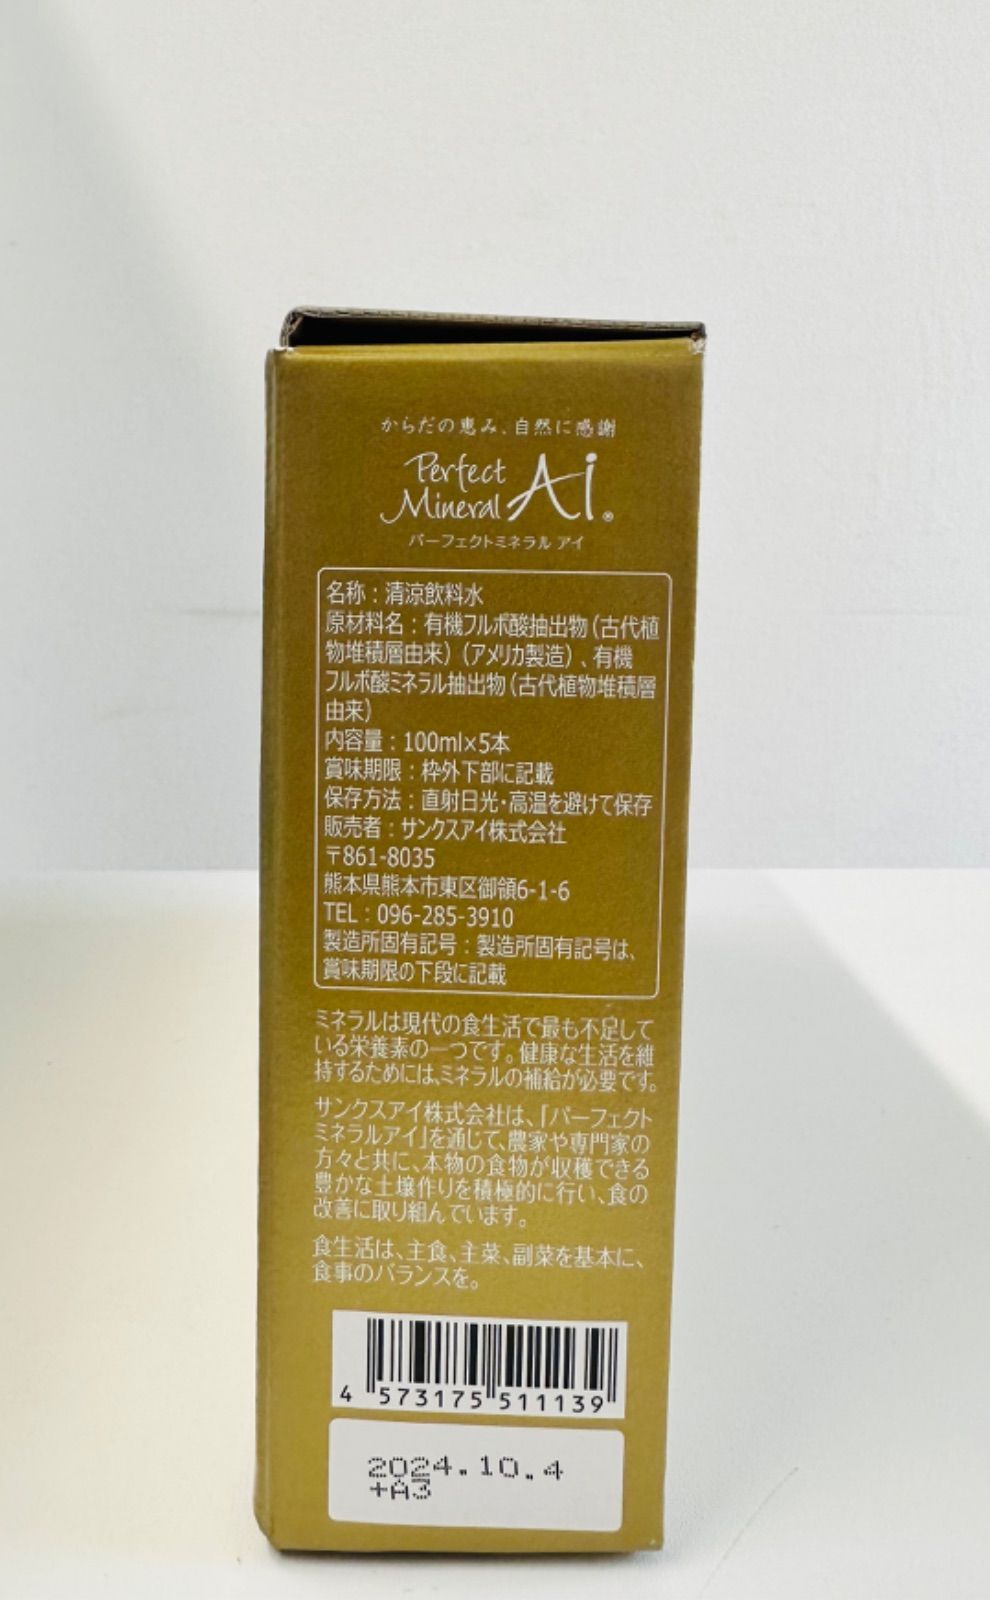 からだの恵み、自然に感謝
Perfect
Mineral Ai®
パーフェクトミネラル アイ
名称：清涼飲料水
原材料名：有機フルボ酸抽出物（古代植
物堆積層由来）（アメリカ製造）、有機
フルボ酸ミネラル抽出物（古代植物堆積層
由来）
内容量：100ml×5本
賞味期限：枠外下部に記載
保存方法：直射日光・高温を避けて保存
販売者：サンクスアイ株式会社
〒861-8035
熊本県熊本市東区御領6-1-6
TEL：096-285-3910
製造所固有記号：製造所固有記号は、
賞味期限の下段に記載
ミネラルは現代の食生活で最も不足して
いる栄養素の一つです。健康な生活を維
持するためには、ミネラルの補給が必要です。
サンクスアイ株式会社は、「パーフェクト
ミネラルアイ」を通じて、農家や専門家の
方々と共に、本物の食物が収穫できる
豊かな土壌作りを積極的に行い、食の
改善に取り組んでいます。
食生活は、主食、主菜、副菜を基本に、
食事のバランスを。
4 573175 511139
2024.10.4
+A3